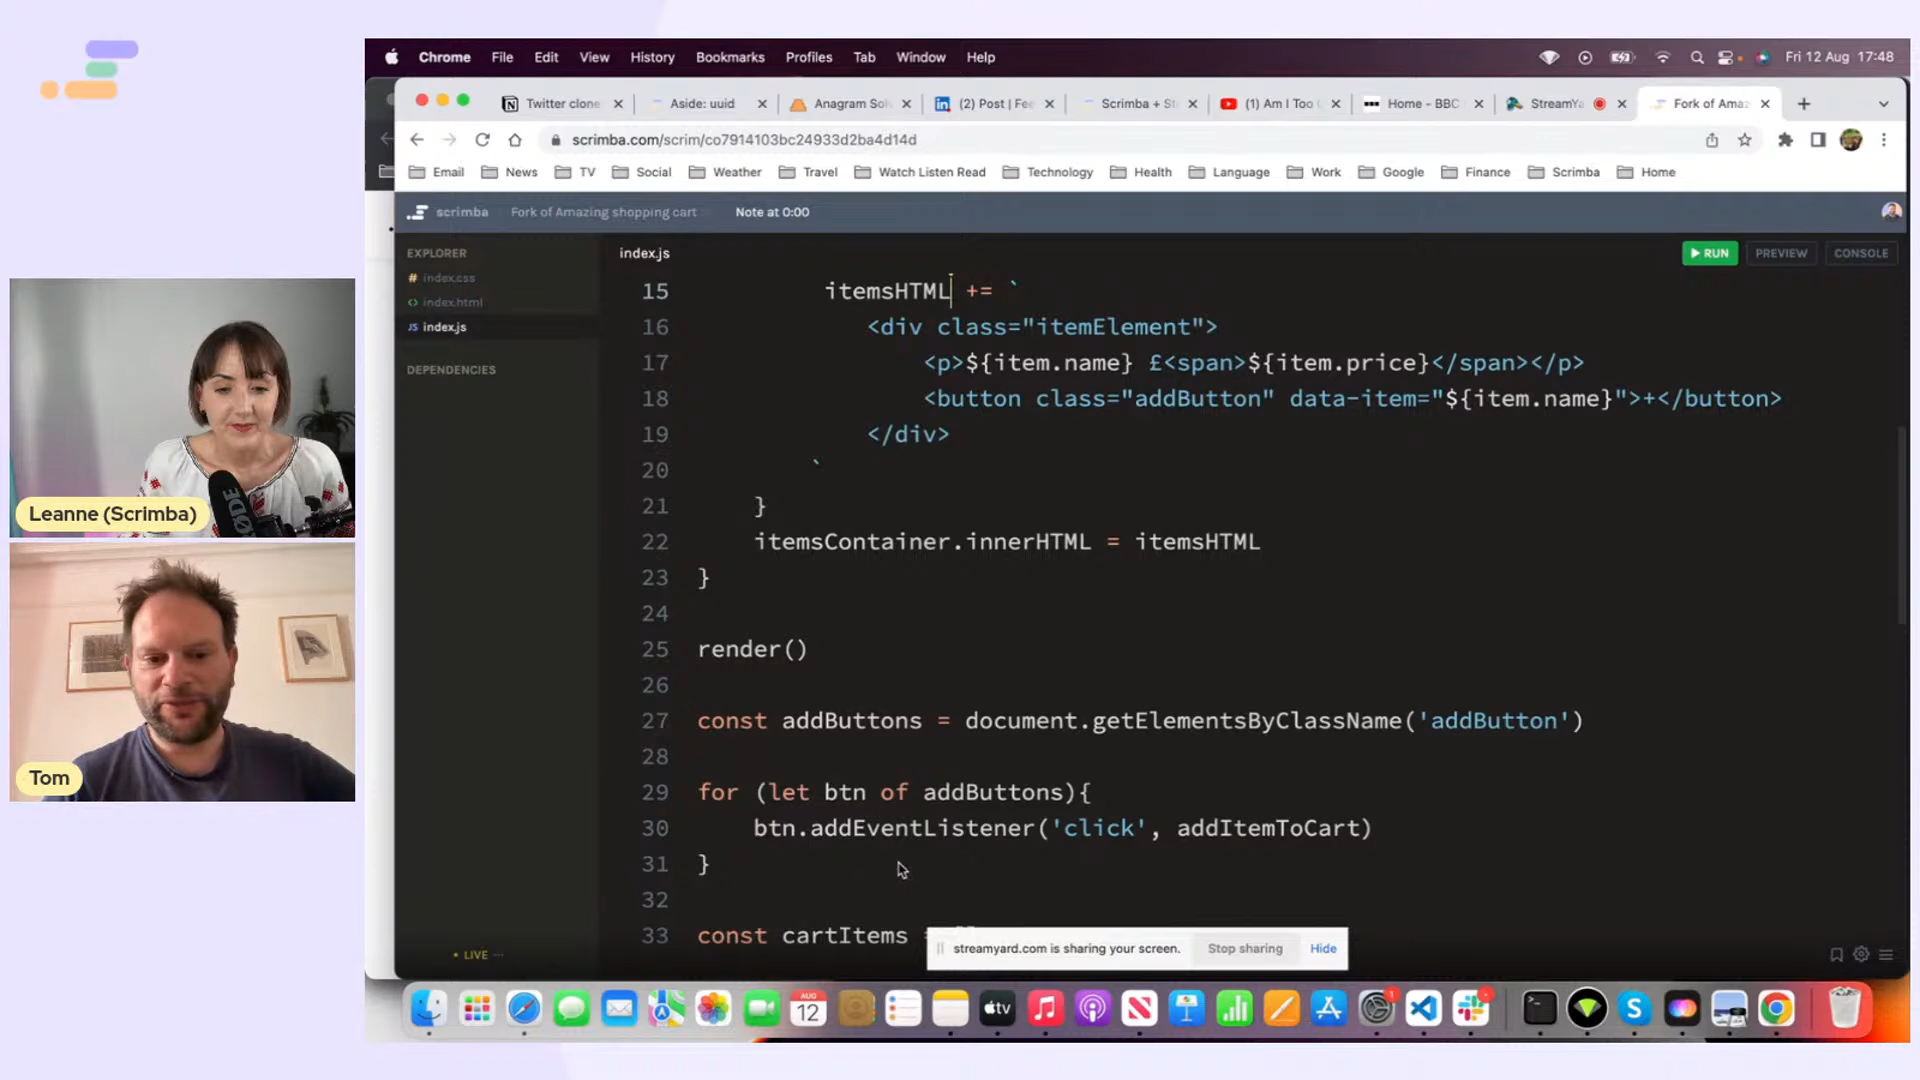 Chrome File Edit View History Bookmarks Profiles Tab Window Help Fri 12 Aug 17:48
Twitter clone Aside: uuid Anagram Sol (2) Post | Fee Scrimba + St (1) Am I Too Home - BBC StreamYa Fork of Amaz
scrimba.com/scrim/co7914103bc24933d2ba4d14d
Email News TV Social Weather Travel Watch Listen Read Technology Health Language Work Google Finance Scrimba Home
scrimba Fork of Amazing shopping cart Note at 0:00
EXPLORER
# index.css
<> index.html
JS index.js
DEPENDENCIES
index.js
RUN PREVIEW CONSOLE
15 itemsHTML += `
16 <div class="itemElement">
17 <p>${item.name} £<span>${item.price}</span></p>
18 <button class="addButton" data-item="${item.name}">+</button>
19 </div>
20 `
21 }
22 itemsContainer.innerHTML = itemsHTML
23 }
24
25 render()
26
27 const addButtons = document.getElementsByClassName('addButton')
28
29 for (let btn of addButtons){
30 btn.addEventListener('click', addItemToCart)
31 }
32
33 const cartItems
streamyard.com is sharing your screen. Stop sharing Hide
LIVE ...
Leanne (Scrimba)
RØDE
Tom
AUG
12
tv
1